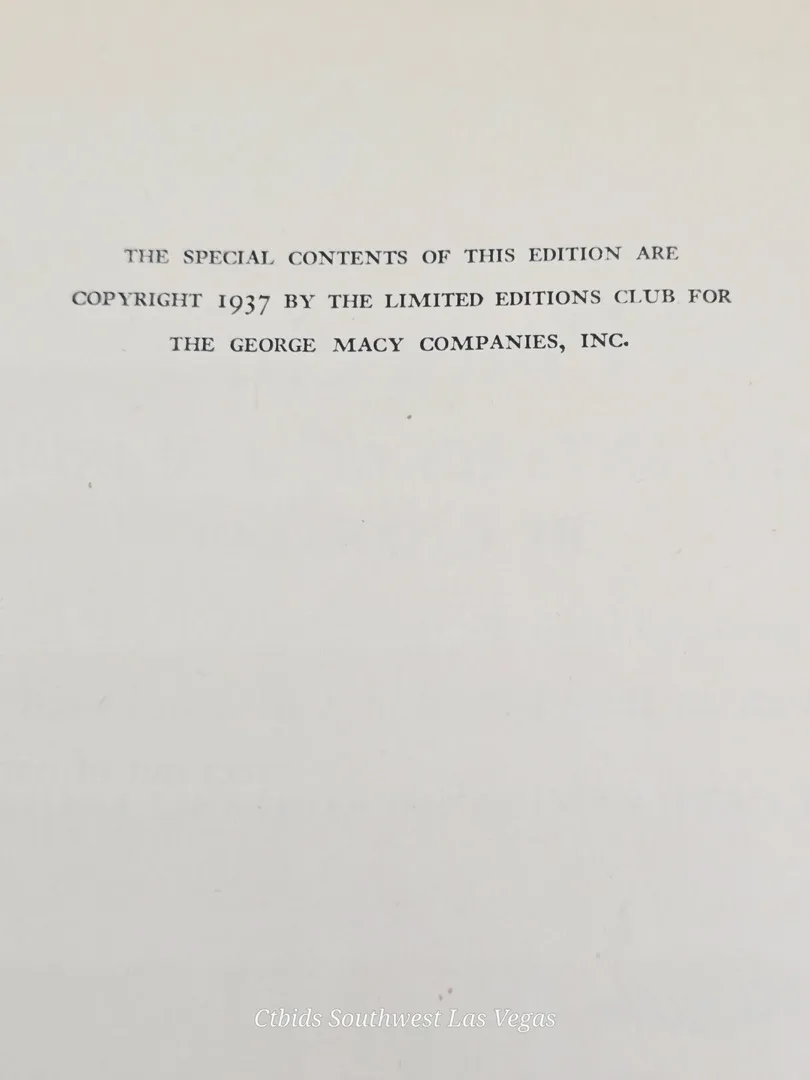 THE SPECIAL CONTENTS OF THIS EDITION ARE
COPYRIGHT 1937 BY THE LIMITED EDITIONS CLUB FOR
THE GEORGE MACY COMPANIES, INC.
Ctbids Southwest Las Vegas